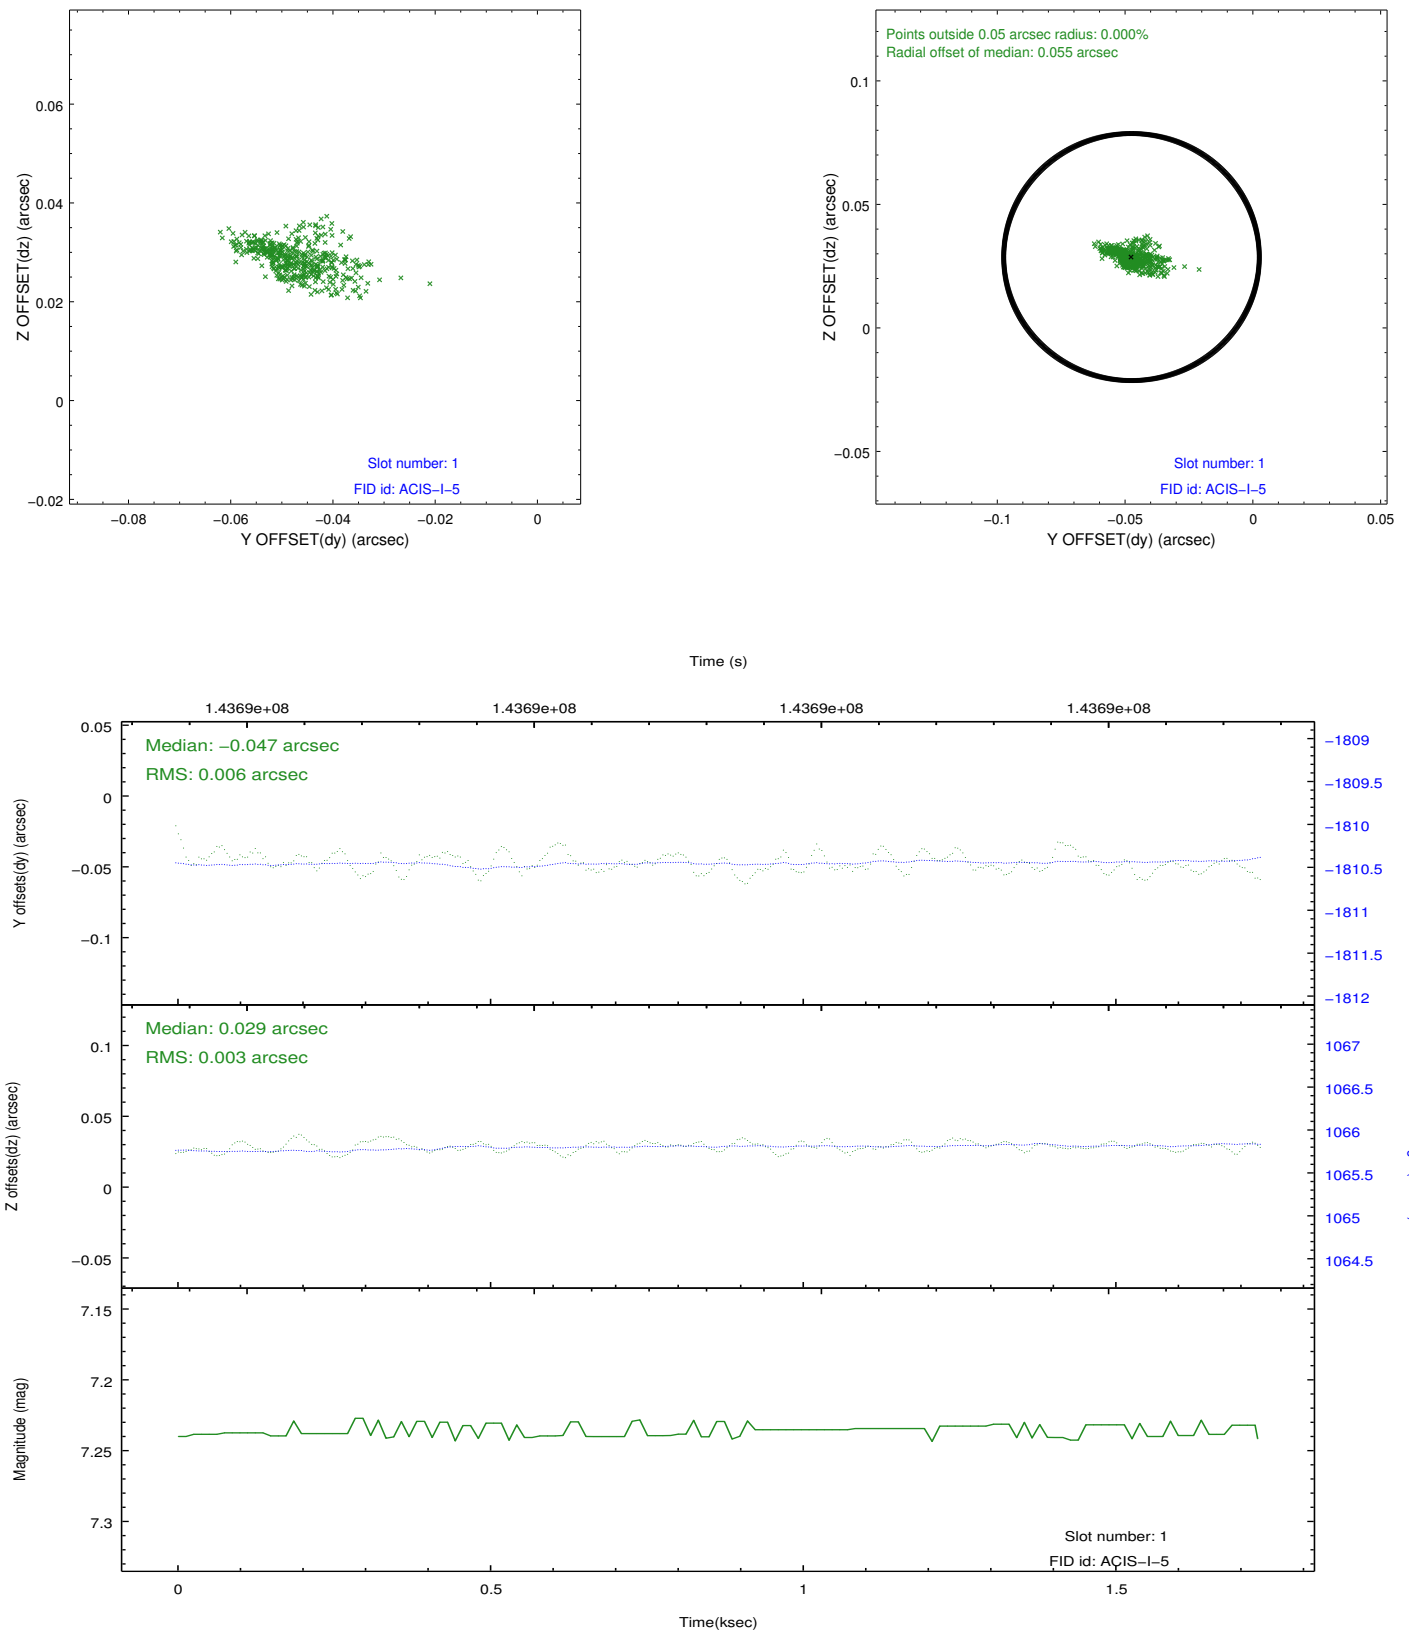 0.06
0.04
0.02
0
−0.02
Z OFFSET(dz) (arcsec)
Slot number: 1
FID id: ACIS−I−5
−0.08
−0.06
−0.04
−0.02
0
Y OFFSET(dy) (arcsec)
Points outside 0.05 arcsec radius: 0.000%
Radial offset of median: 0.055 arcsec
0.1
0.05
0
−0.05
Z OFFSET(dz) (arcsec)
Slot number: 1
FID id: ACIS−I−5
−0.1
−0.05
0
0.05
Y OFFSET(dy) (arcsec)
Time (s)
1.4369e+08
1.4369e+08
1.4369e+08
1.4369e+08
Median: −0.047 arcsec
RMS: 0.006 arcsec
0.05
0
−0.05
−0.1
Y offsets(dy) (arcsec)
−1809
−1809.5
−1810
−1810.5
−1811
−1811.5
−1812
Median: 0.029 arcsec
RMS: 0.003 arcsec
0.1
0.05
0
−0.05
Z offsets(dz) (arcsec)
1067
1066.5
1066
1065.5
1065
1064.5
7.15
7.2
7.25
7.3
Magnitude (mag)
Slot number: 1
FID id: ACIS−I−5
0
0.5
1
1.5
Time(ksec)